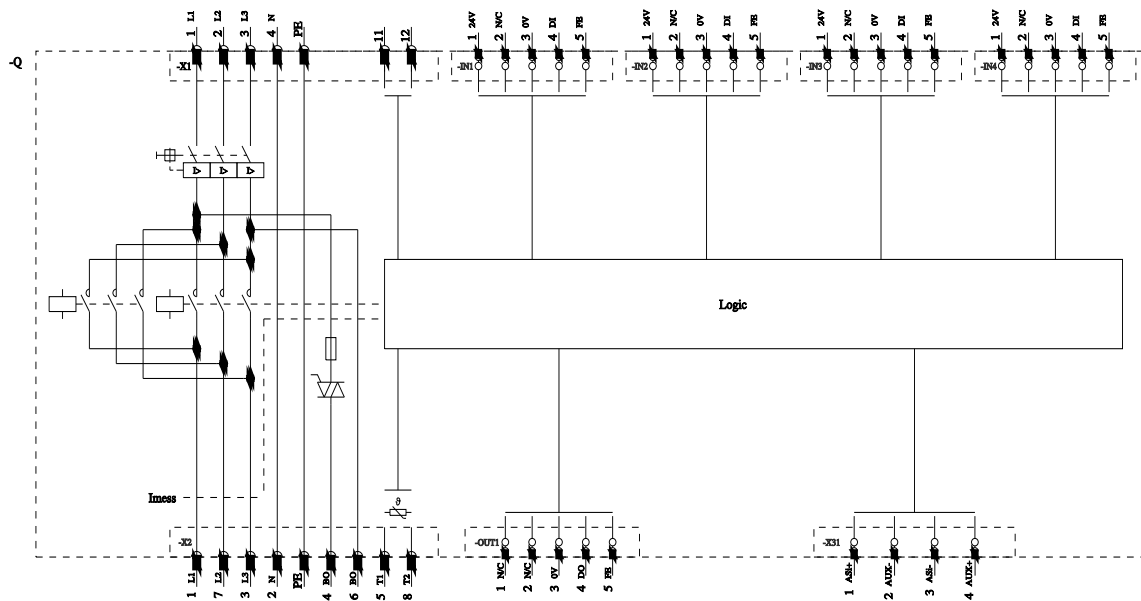 1 L1
2 L2
3 L3
4 N
PE
11
12
1 24V
2 N/C
3 0V
4 DI
5 FE
1 24V
2 N/C
3 0V
4 DI
5 FE
1 24V
2 N/C
3 0V
4 DI
5 FE
1 24V
2 N/C
3 0V
4 DI
5 FE
-Q
-X1
-IN1
-IN2
-IN3
-IN4
I>
I>
I>
Logic
Imess
ϑ
-X2
-OUT1
-X31
1 L1
7 L2
3 L3
2 N
PE
4 BO
6 BO
5 T1
8 T2
1 N/C
2 N/C
3 0V
4 DO
5 FE
1 ASi+
2 AUX-
3 ASi-
4 AUX+